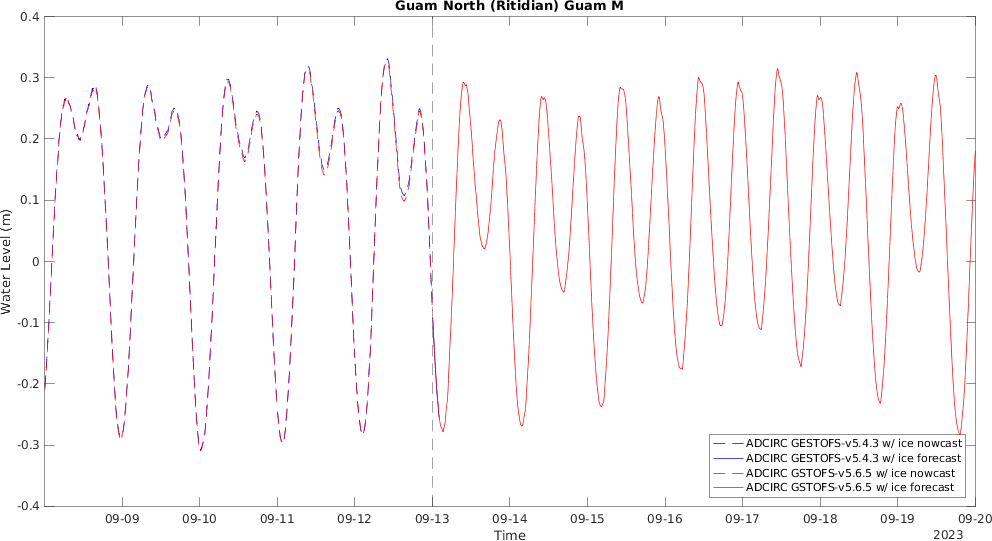 Guam North (Ritidian) Guam M
0.4
0.3
0.2
0.1
0
-0.1
-0.2
-0.3
-0.4
Water Level (m)
ADCIRC GESTOFS-v5.4.3 w/ ice nowcast
ADCIRC GESTOFS-v5.4.3 w/ ice forecast
ADCIRC GSTOFS-v5.6.5 w/ ice nowcast
ADCIRC GSTOFS-v5.6.5 w/ ice forecast
09-09 09-10 09-11 09-12 09-13 09-14 09-15 09-16 09-17 09-18 09-19 09-20
Time
2023